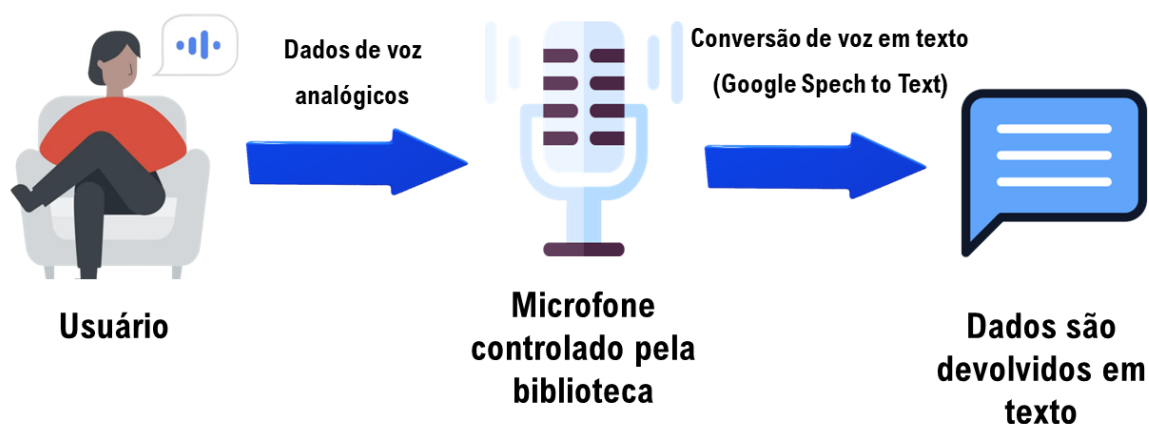 Dados de voz
analógicos
Conversão de voz em texto
(Google Spech to Text)
Usuário
Microfone
controlado pela
biblioteca
Dados são
devolvidos em
texto